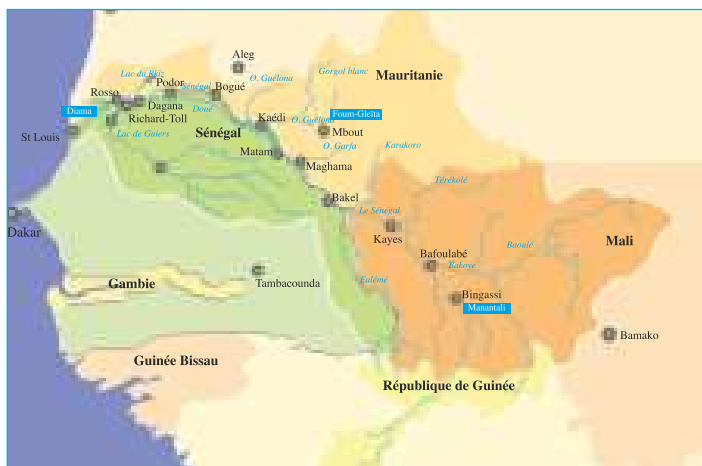 Aleg
Lac du Rkiz
O. Guélona
Gorgol blanc
Mauritanie
Podor
Sénégal
Bogué
Rosso
Dagana
Doué
Diama
Richard-Toll
Kaédi
O. Guélona
Foum-Gleïta
St Louis
Lac de Guiers
Sénégal
Mbout
Matam
O. Garfa
Karakoro
Maghama
Térékolé
Bakel
Le Sénégal
Dakar
Kayes
Baoulé
Mali
Bafoulabé
Bakoye
Gambie
Tambacounda
Falémé
Bingassi
Manantali
Bamako
Guinée Bissau
République de Guinée